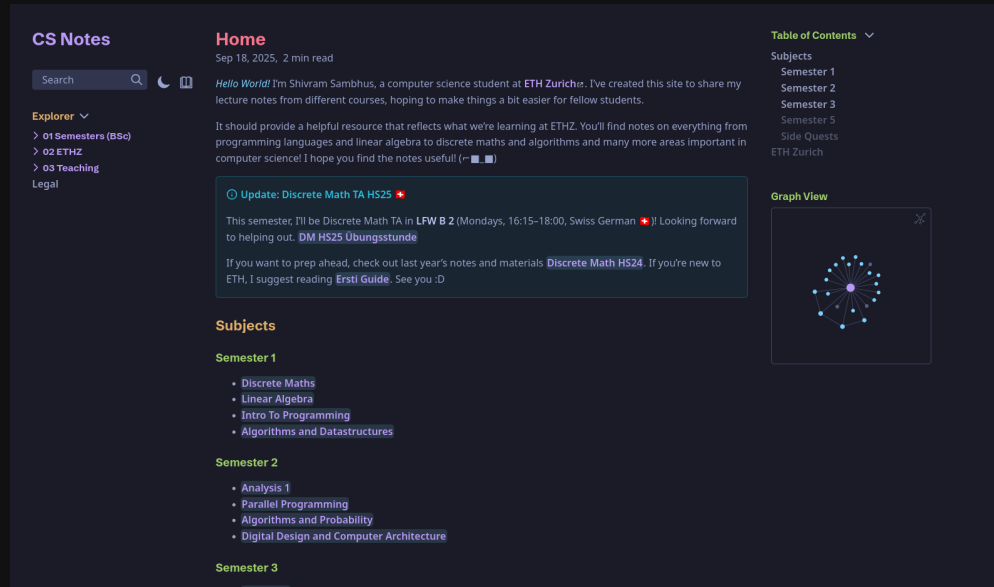 CS Notes
Search
Explorer
01 Semesters (BSc)
02 ETHZ
03 Teaching
Legal
Home
Sep 18, 2025, 2 min read
Hello World! I'm Shivram Sambhus, a computer science student at ETH Zurich. I've created this site to share my
lecture notes from different courses, hoping to make things a bit easier for fellow students.
It should provide a helpful resource that reflects what we're learning at ETHZ. You'll find notes on everything from
programming languages and linear algebra to discrete maths and algorithms and many more areas important in
computer science! I hope you find the notes useful! (⌐■_■)
Update: Discrete Math TA HS25 🇨🇭
This semester, I'll be Discrete Math TA in LFW B 2 (Mondays, 16:15–18:00, Swiss German 🇨🇭)! Looking forward
to helping out. DM HS25 Übungsstunde
If you want to prep ahead, check out last year's notes and materials Discrete Math HS24. If you're new to
ETH, I suggest reading Ersti Guide. See you :D
Subjects
Semester 1
Discrete Maths
Linear Algebra
Intro To Programming
Algorithms and Datastructures
Semester 2
Analysis 1
Parallel Programming
Algorithms and Probability
Digital Design and Computer Architecture
Semester 3
Table of Contents
Subjects
Semester 1
Semester 2
Semester 3
Semester 5
Side Quests
ETH Zurich
Graph View